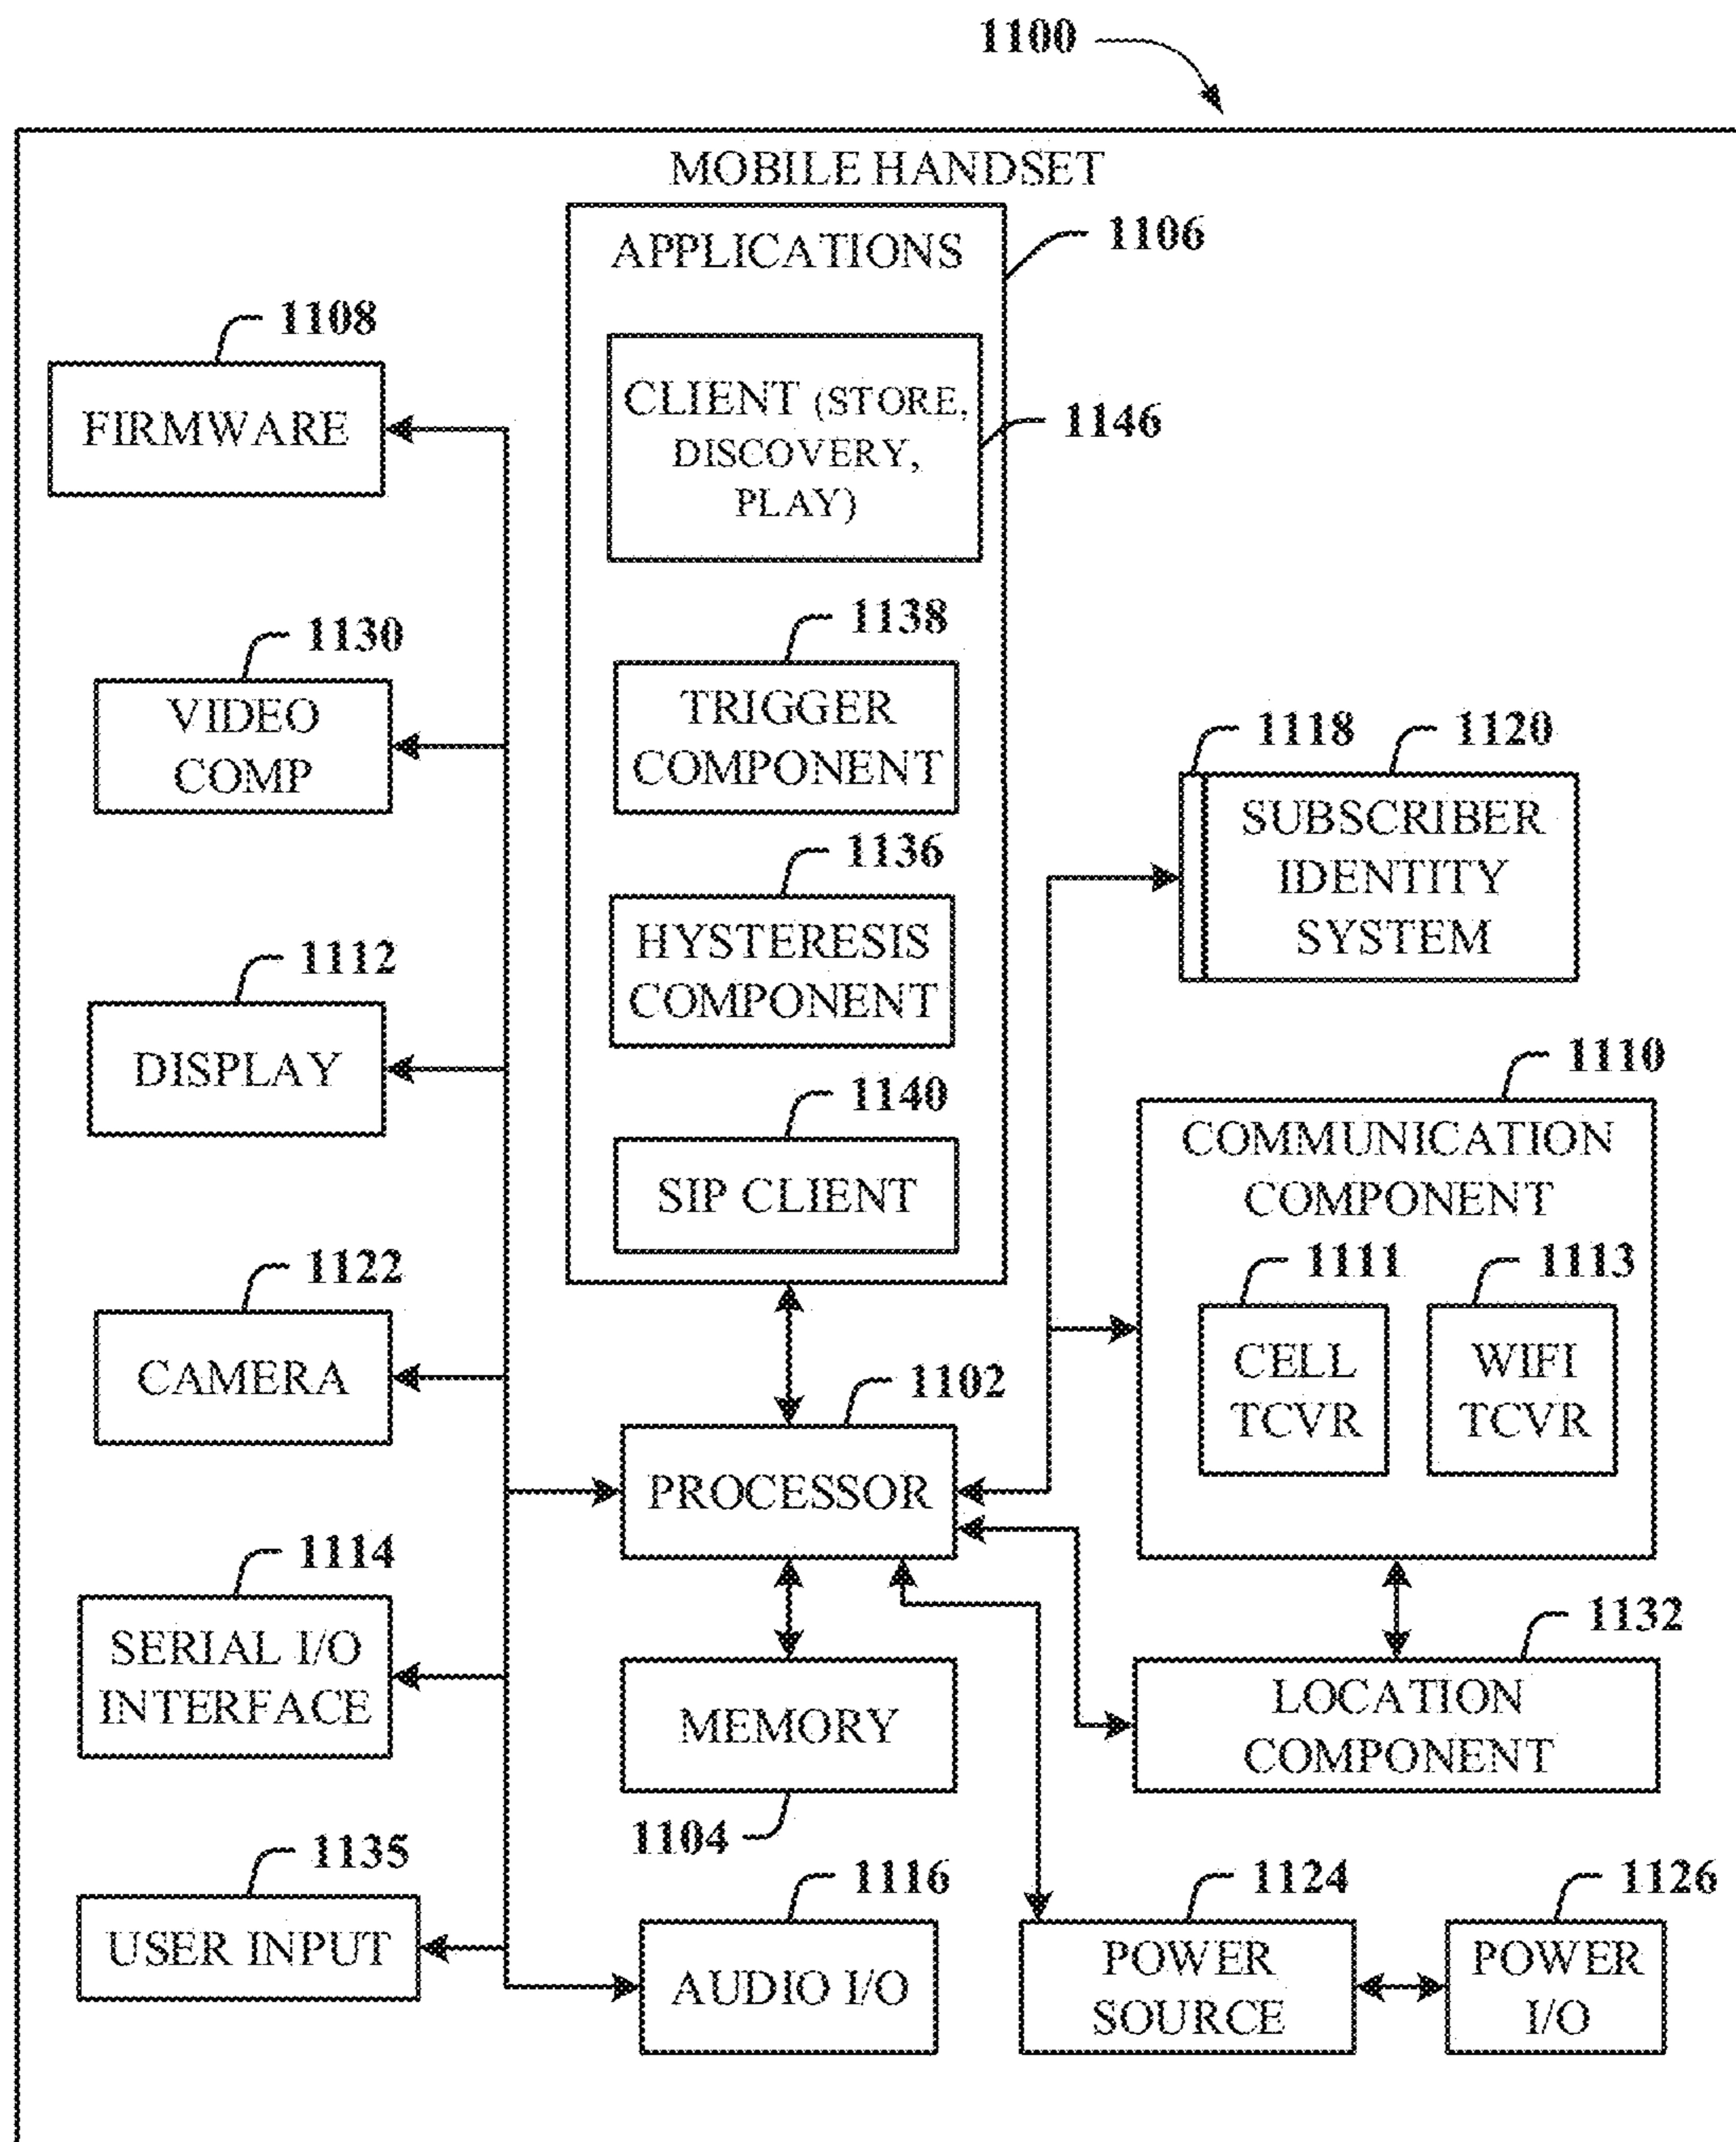 1100
MOBILE HANDSET
APPLICATIONS
1106
CLIENT (STORE,
DISCOVERY,
PLAY)
1146
1138
TRIGGER
COMPONENT
1136
HYSTERESIS
COMPONENT
1140
SIP CLIENT
1108
FIRMWARE
1130
VIDEO
COMP
1112
DISPLAY
1122
CAMERA
1114
SERIAL I/O
INTERFACE
1135
USER INPUT
1102
PROCESSOR
MEMORY
1104
1116
AUDIO I/O
1118
1120
SUBSCRIBER
IDENTITY
SYSTEM
1110
COMMUNICATION
COMPONENT
1111
CELL
TCVR
1113
WIFI
TCVR
1132
LOCATION
COMPONENT
1124
POWER
SOURCE
1126
POWER
I/O